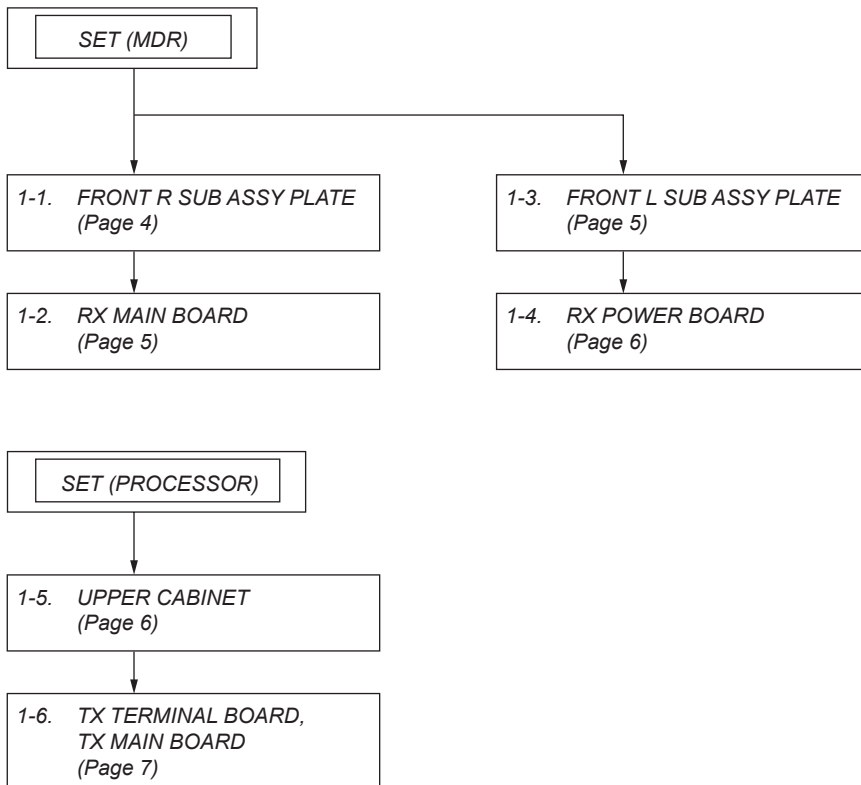 SET (MDR)
1-1. FRONT R SUB ASSY PLATE
(Page 4)
1-3. FRONT L SUB ASSY PLATE
(Page 5)
1-2. RX MAIN BOARD
(Page 5)
1-4. RX POWER BOARD
(Page 6)
SET (PROCESSOR)
1-5. UPPER CABINET
(Page 6)
1-6. TX TERMINAL BOARD,
TX MAIN BOARD
(Page 7)